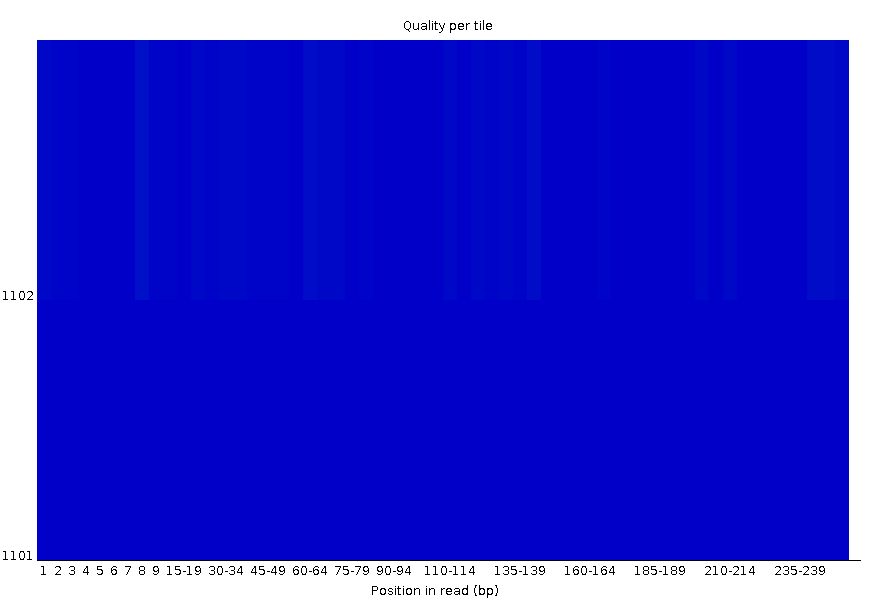 Quality per tile
1102
1101
1 2 3 4 5 6 7 8 9 15-19 30-34 45-49 60-64 75-79 90-94 110-114 135-139 160-164 185-189 210-214 235-239
Position in read (bp)